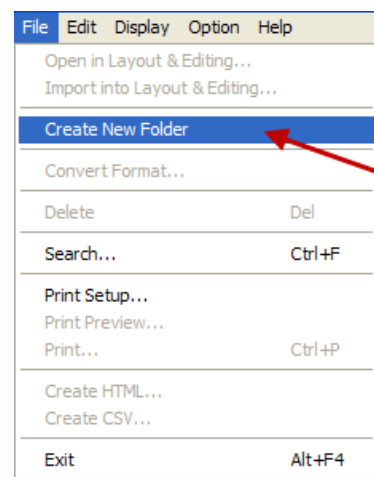 File Edit Display Option Help
Open in Layout & Editing...
Import into Layout & Editing...
Create New Folder
Convert Format...
Delete Del
Search... Ctrl+F
Print Setup...
Print Preview...
Print... Ctrl+P
Create HTML...
Create CSV...
Exit Alt+F4